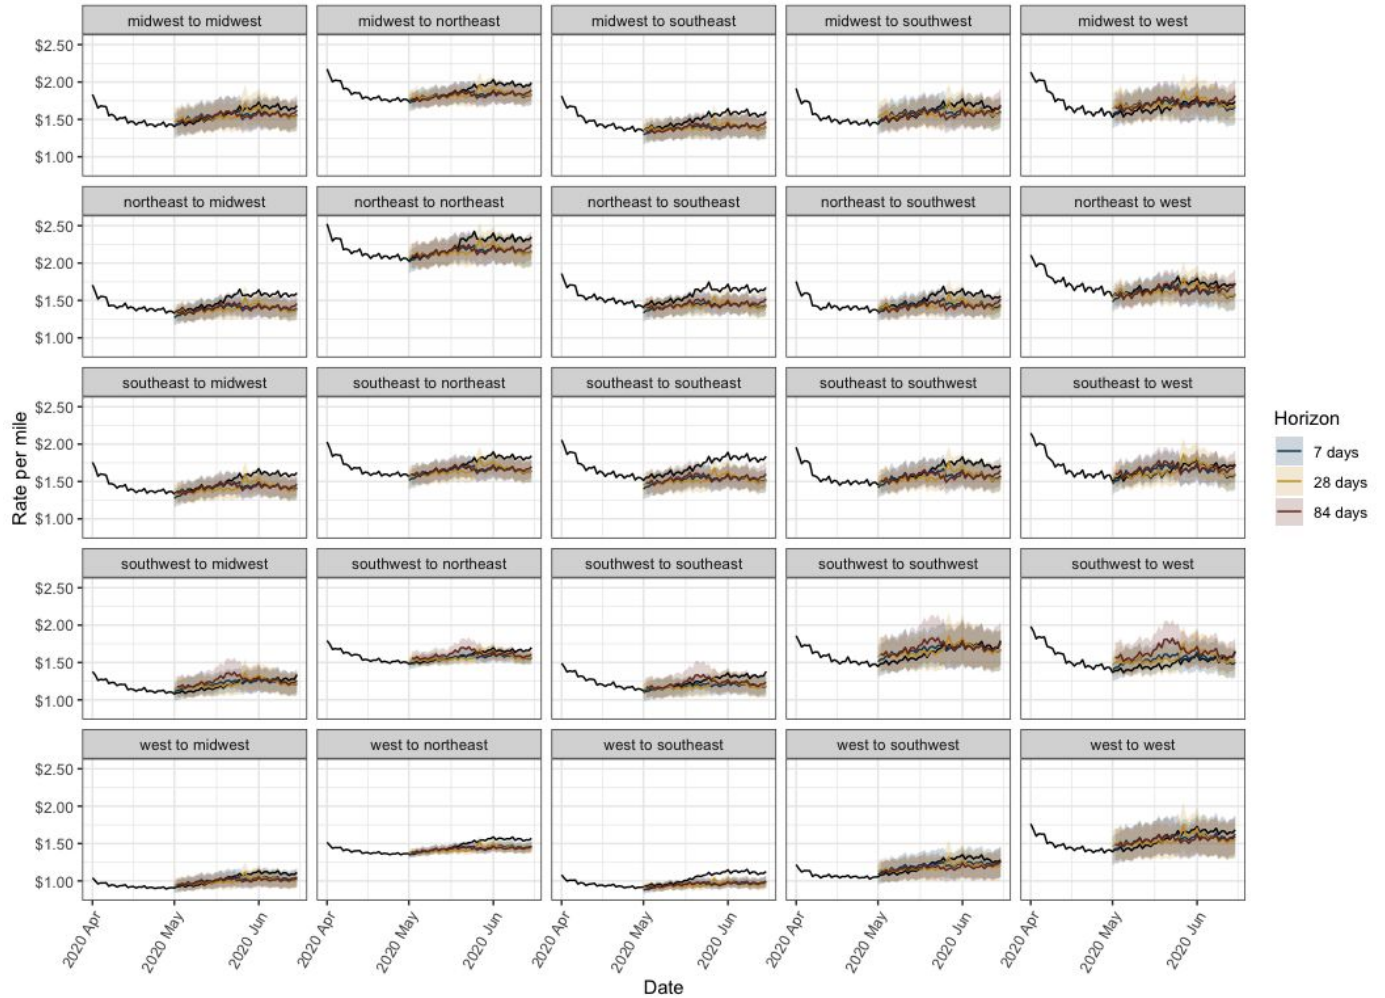 midwest to midwest
midwest to northeast
midwest to southeast
midwest to southwest
midwest to west
$2.50
$2.00
$1.50
$1.00
northeast to midwest
northeast to northeast
northeast to southeast
northeast to southwest
northeast to west
$2.50
$2.00
$1.50
$1.00
southeast to midwest
southeast to northeast
southeast to southeast
southeast to southwest
southeast to west
$2.50
$2.00
$1.50
$1.00
Rate per mile
Horizon
7 days
28 days
84 days
southwest to midwest
southwest to northeast
southwest to southeast
southwest to southwest
southwest to west
$2.50
$2.00
$1.50
$1.00
west to midwest
west to northeast
west to southeast
west to southwest
west to west
$2.50
$2.00
$1.50
$1.00
2020 Apr
2020 May
2020 Jun
2020 Apr
2020 May
2020 Jun
2020 Apr
2020 May
2020 Jun
2020 Apr
2020 May
2020 Jun
2020 Apr
2020 May
2020 Jun
Date